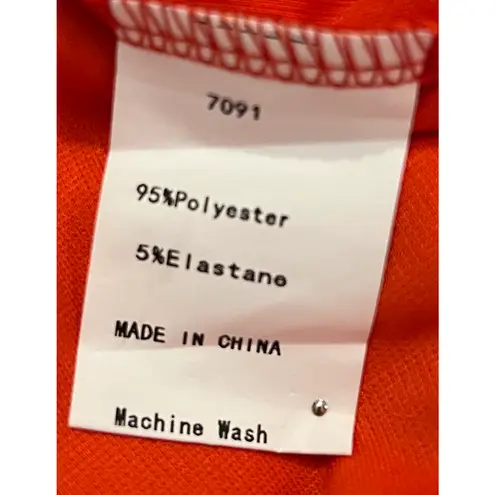 7091
95%Polyester
5%Elastane
MADE IN CHINA
Machine Wash